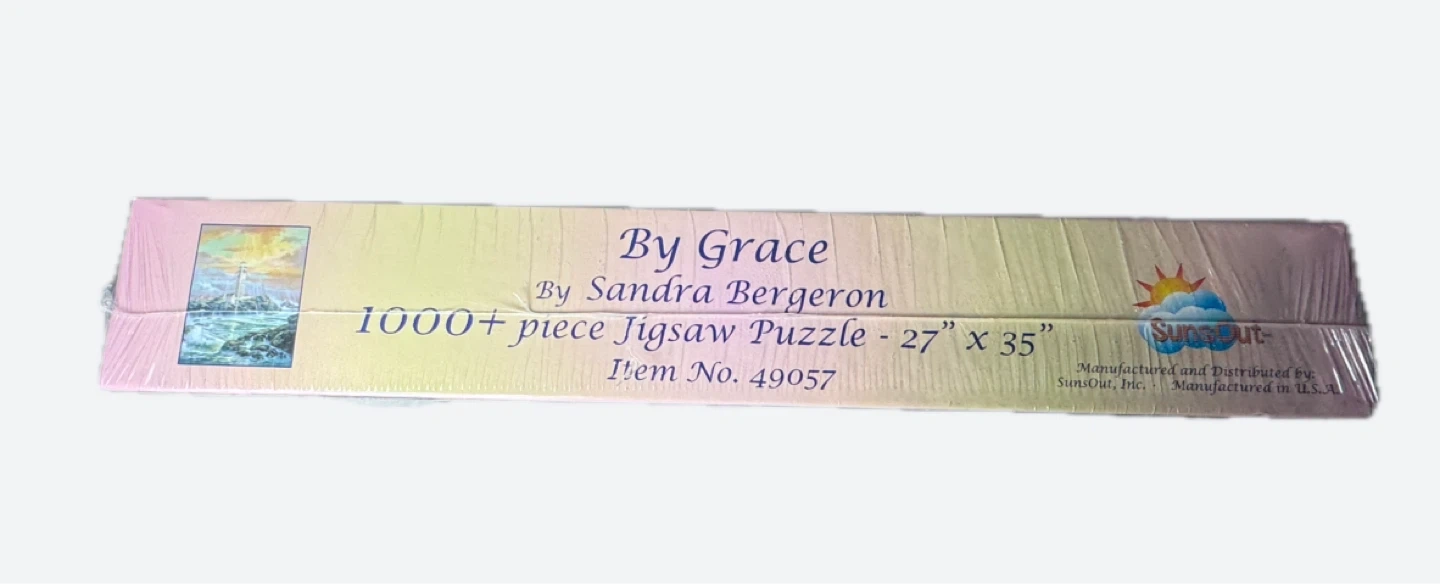 By Grace
By Sandra Bergeron
1000+ piece Jigsaw Puzzle - 27" x 35"
Item No. 49057
SunsOut™
Manufactured and Distributed by:
SunsOut, Inc. · Manufactured in U.S.A.